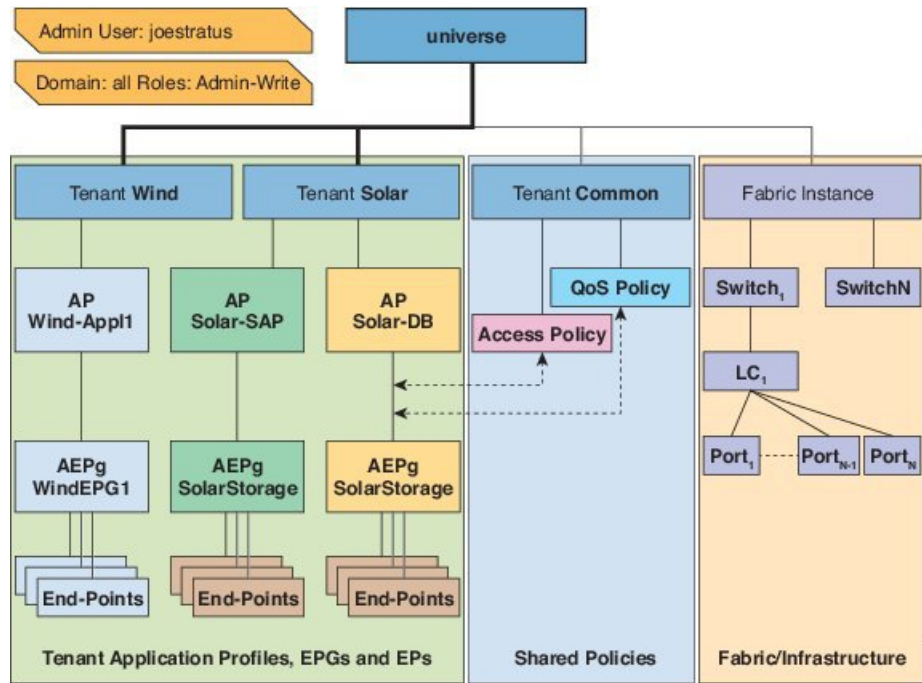 Admin User: joestratus
universe
Domain: all Roles: Admin-Write
Tenant Wind
Tenant Solar
Tenant Common
Fabric Instance
AP
Wind-Appl1
AP
Solar-SAP
AP
Solar-DB
QoS Policy
Access Policy
Switch₁
SwitchN
LC₁
AEPg
WindEPG1
AEPg
SolarStorage
AEPg
SolarStorage
Port₁
Port N-1
Port N
End-Points
End-Points
End-Points
Tenant Application Profiles, EPGs and EPs
Shared Policies
Fabric/Infrastructure